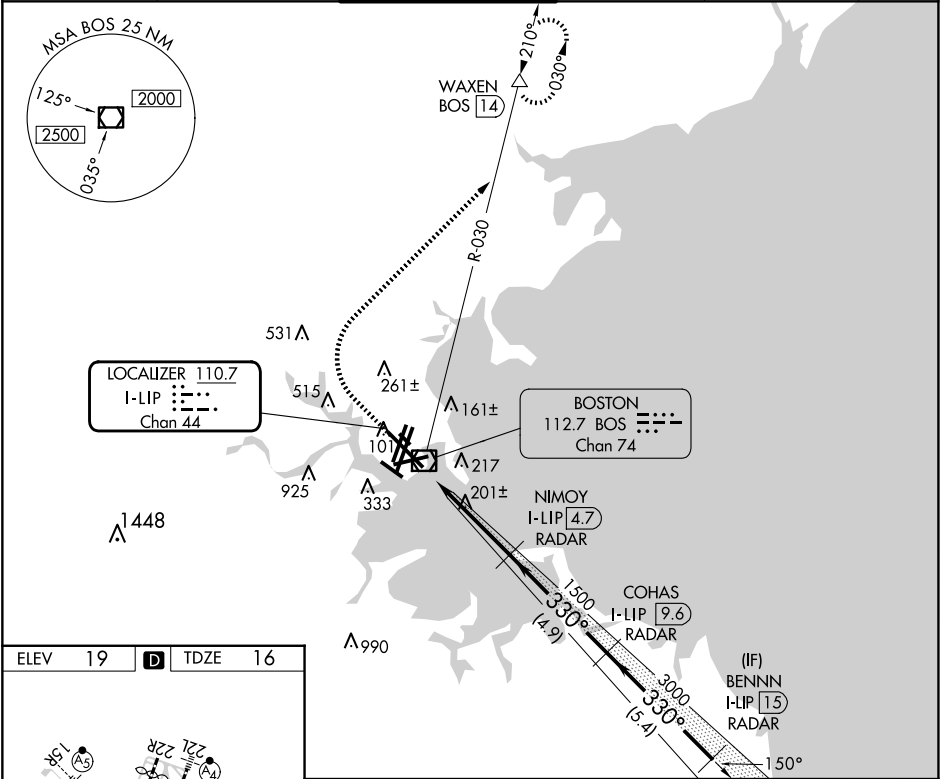 MSA BOS 25 NM
125°
2000
2500
035°
210°
030°
WAXEN
BOS 14
R-030
531
LOCALIZER 110.7
I-LIP
Chan 44
515
261±
161±
BOSTON
112.7 BOS
Chan 74
101
217
201±
925
333
1448
NIMOY
I-LIP 4.7
RADAR
1500
330°
(4.9)
COHAS
I-LIP 9.6
RADAR
990
3000
330°
(5.4)
(IF)
BENNN
I-LIP 15
RADAR
150°
ELEV 19 D TDZE 16
15R
A5
22R
22L
A4